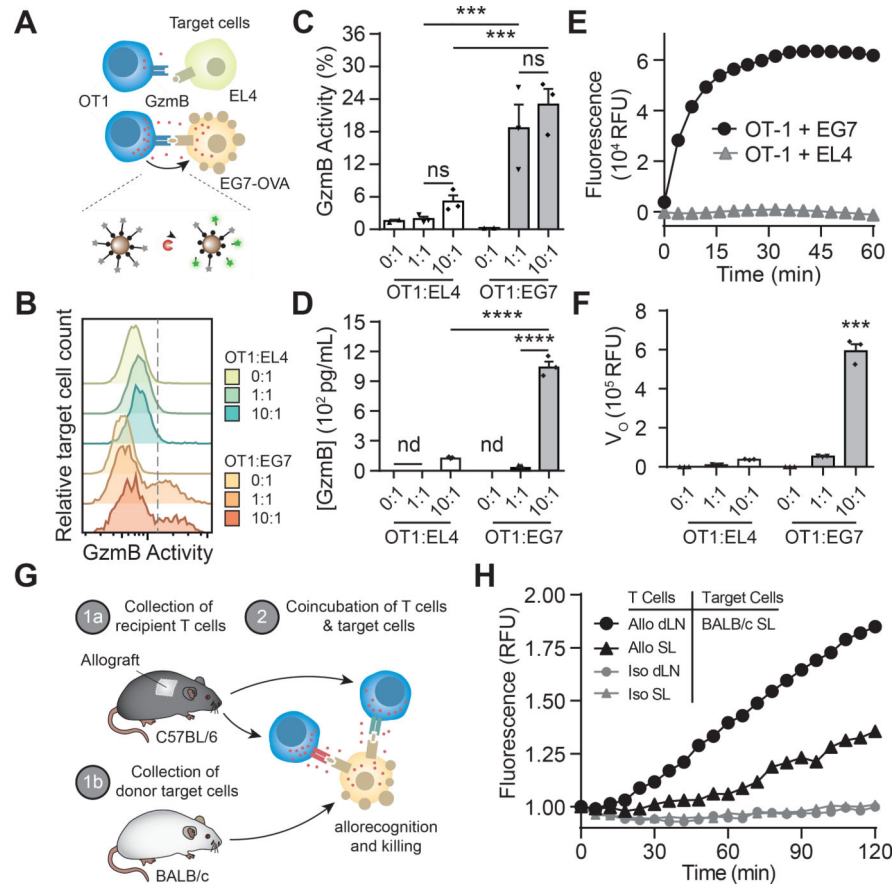 A
Target cells
OT1
GzmB
EL4
EG7-OVA
B
Relative target cell count
GzmB Activity
OT1:EL4
0:1
1:1
10:1
OT1:EG7
0:1
1:1
10:1
C
GzmB Activity (%)
36
30
24
18
12
6
0
***
***
ns
ns
0:1
1:1
10:1
0:1
1:1
10:1
OT1:EL4
OT1:EG7
D
[GzmB] (10² pg/mL)
15
12
9
6
3
0
****
****
nd
nd
0:1
1:1
10:1
0:1
1:1
10:1
OT1:EL4
OT1:EG7
E
Fluorescence
(10⁴ RFU)
6
4
2
0
OT-1 + EG7
OT-1 + EL4
0
15
30
45
60
Time (min)
F
V₀ (10⁵ RFU)
8
6
4
2
0
***
0:1
1:1
10:1
0:1
1:1
10:1
OT1:EL4
OT1:EG7
G
1a
Collection of
recipient T cells
2
Coincubation of T cells
& target cells
Allograft
C57BL/6
1b
Collection of
donor target cells
BALB/c
allorecognition
and killing
H
Fluorescence (RFU)
2.00
1.75
1.50
1.25
1.00
T Cells
Target Cells
Allo dLN
BALB/c SL
Allo SL
Iso dLN
Iso SL
0
30
60
90
120
Time (min)